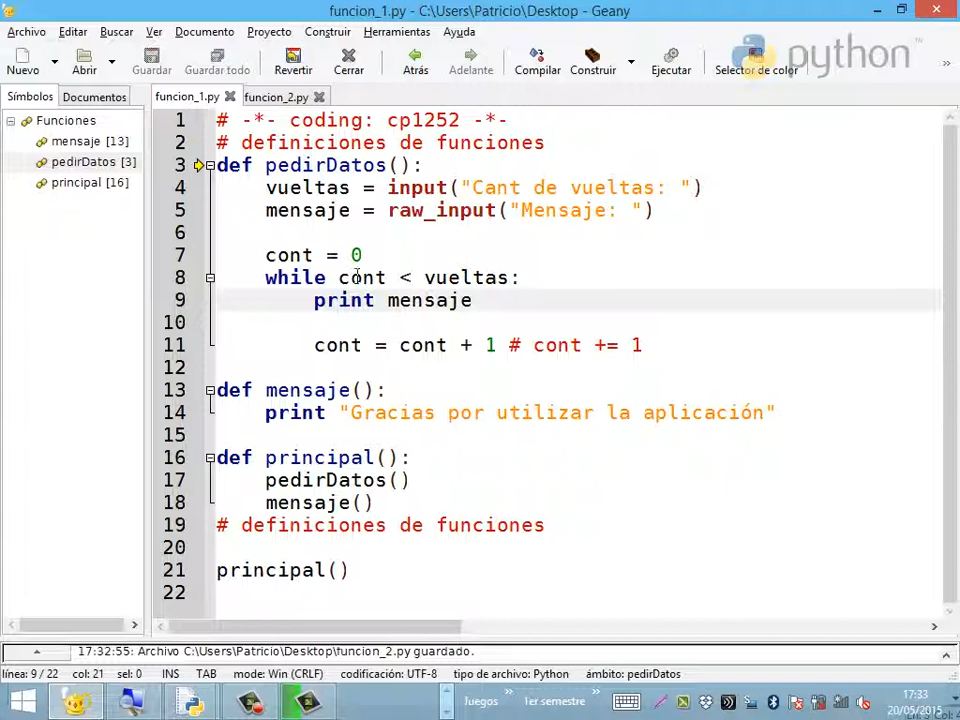 funcion_1.py - C:\Users\Patricio\Desktop - Geany
Archivo Editar Buscar Ver Documento Proyecto Construir Herramientas Ayuda
Nuevo Abrir Guardar Guardar todo Revertir Cerrar Atrás Adelante Compilar Construir Ejecutar Selector de color »
python™
Símbolos Documentos funcion_1.py funcion_2.py
Funciones
mensaje [13]
pedirDatos [3]
principal [16]
1 # -*- coding: cp1252 -*-
2 # definiciones de funciones
3 def pedirDatos():
4 vueltas = input("Cant de vueltas: ")
5 mensaje = raw_input("Mensaje: ")
6
7 cont = 0
8 while cont < vueltas:
9 print mensaje
10
11 cont = cont + 1 # cont += 1
12
13 def mensaje():
14 print "Gracias por utilizar la aplicación"
15
16 def principal():
17 pedirDatos()
18 mensaje()
19 # definiciones de funciones
20
21 principal()
22
17:32:55: Archivo C:\Users\Patricio\Desktop\funcion_2.py guardado.
línea: 9 / 22 col: 21 sel: 0 INS TAB mode: Win (CRLF) codificación: UTF-8 tipo de archivo: Python ámbito: pedirDatos
Juegos » 1er semestre » 17:33
20/05/2015